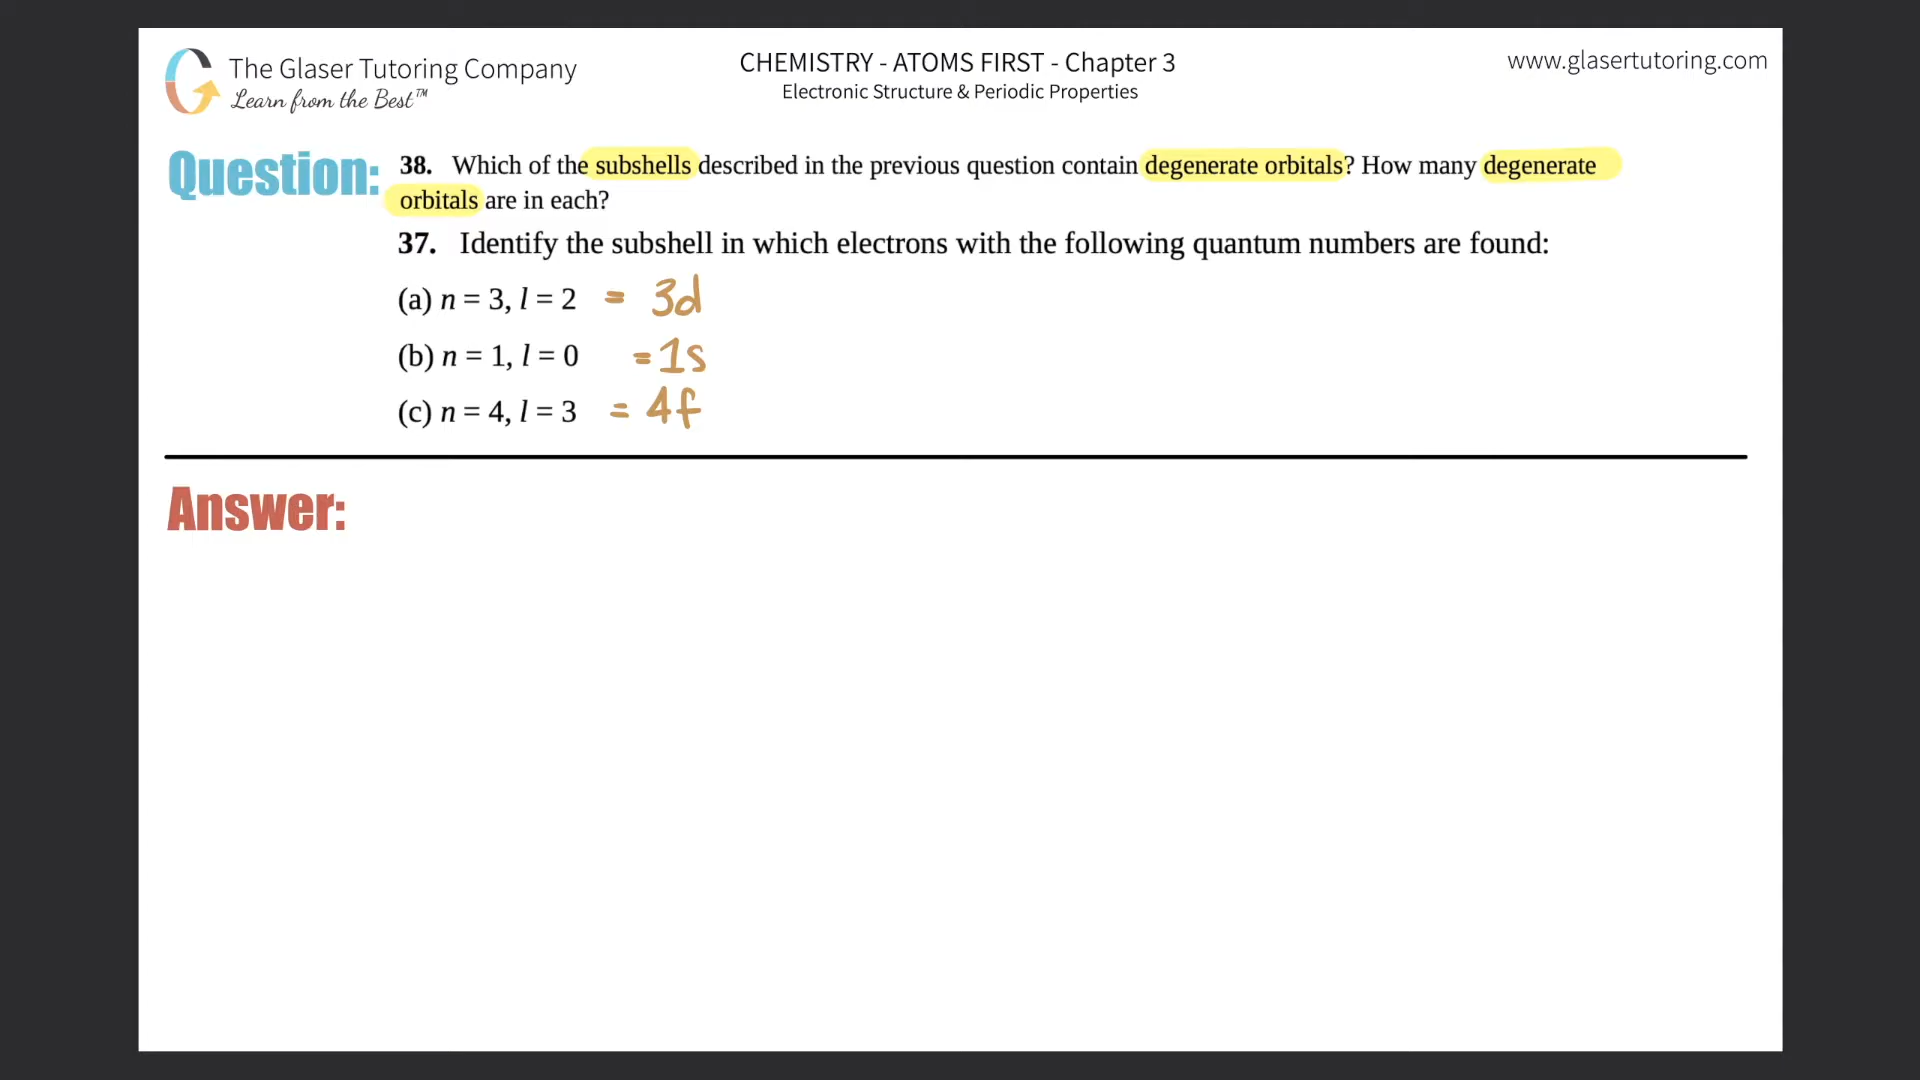 The Glaser Tutoring Company
Learn from the Best™
CHEMISTRY - ATOMS FIRST - Chapter 3
Electronic Structure & Periodic Properties
www.glasertutoring.com
Question:
38. Which of the subshells described in the previous question contain degenerate orbitals? How many degenerate
orbitals are in each?
37. Identify the subshell in which electrons with the following quantum numbers are found:
(a) n = 3, l = 2 = 3d
(b) n = 1, l = 0 = 1s
(c) n = 4, l = 3 = 4f
Answer: